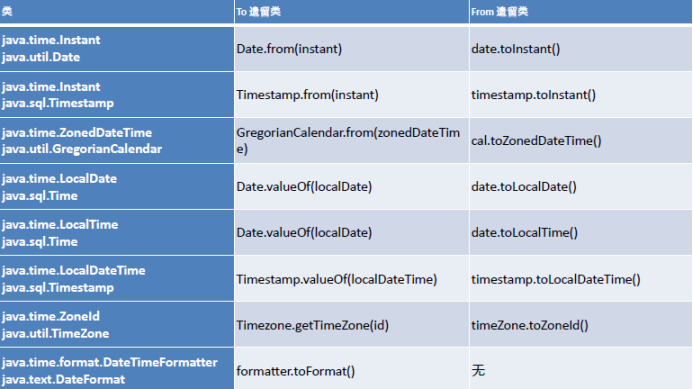 类 To 遗留类 From 遗留类
java.time.Instant
java.util.Date
Date.from(instant)
date.toInstant()
java.time.Instant
java.sql.Timestamp
Timestamp.from(instant)
timestamp.toInstant()
java.time.ZonedDateTime
java.util.GregorianCalendar
GregorianCalendar.from(zonedDateTim
e)
cal.toZonedDateTime()
java.time.LocalDate
java.sql.Time
Date.valueOf(localDate)
date.toLocalDate()
java.time.LocalTime
java.sql.Time
Date.valueOf(localDate)
date.toLocalTime()
java.time.LocalDateTime
java.sql.Timestamp
Timestamp.valueOf(localDateTime)
timestamp.toLocalDateTime()
java.time.ZoneId
java.util.TimeZone
Timezone.getTimeZone(id)
timeZone.toZoneId()
java.time.format.DateTimeFormatter
java.text.DateFormat
formatter.toFormat()
无